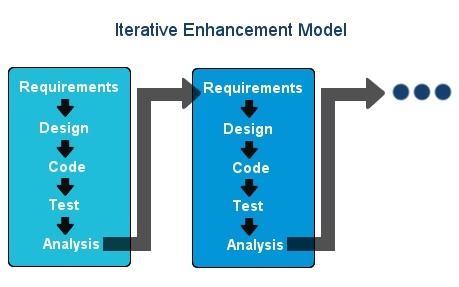 Iterative Enhancement Model
Requirements
Design
Code
Test
Analysis
Requirements
Design
Code
Test
Analysis